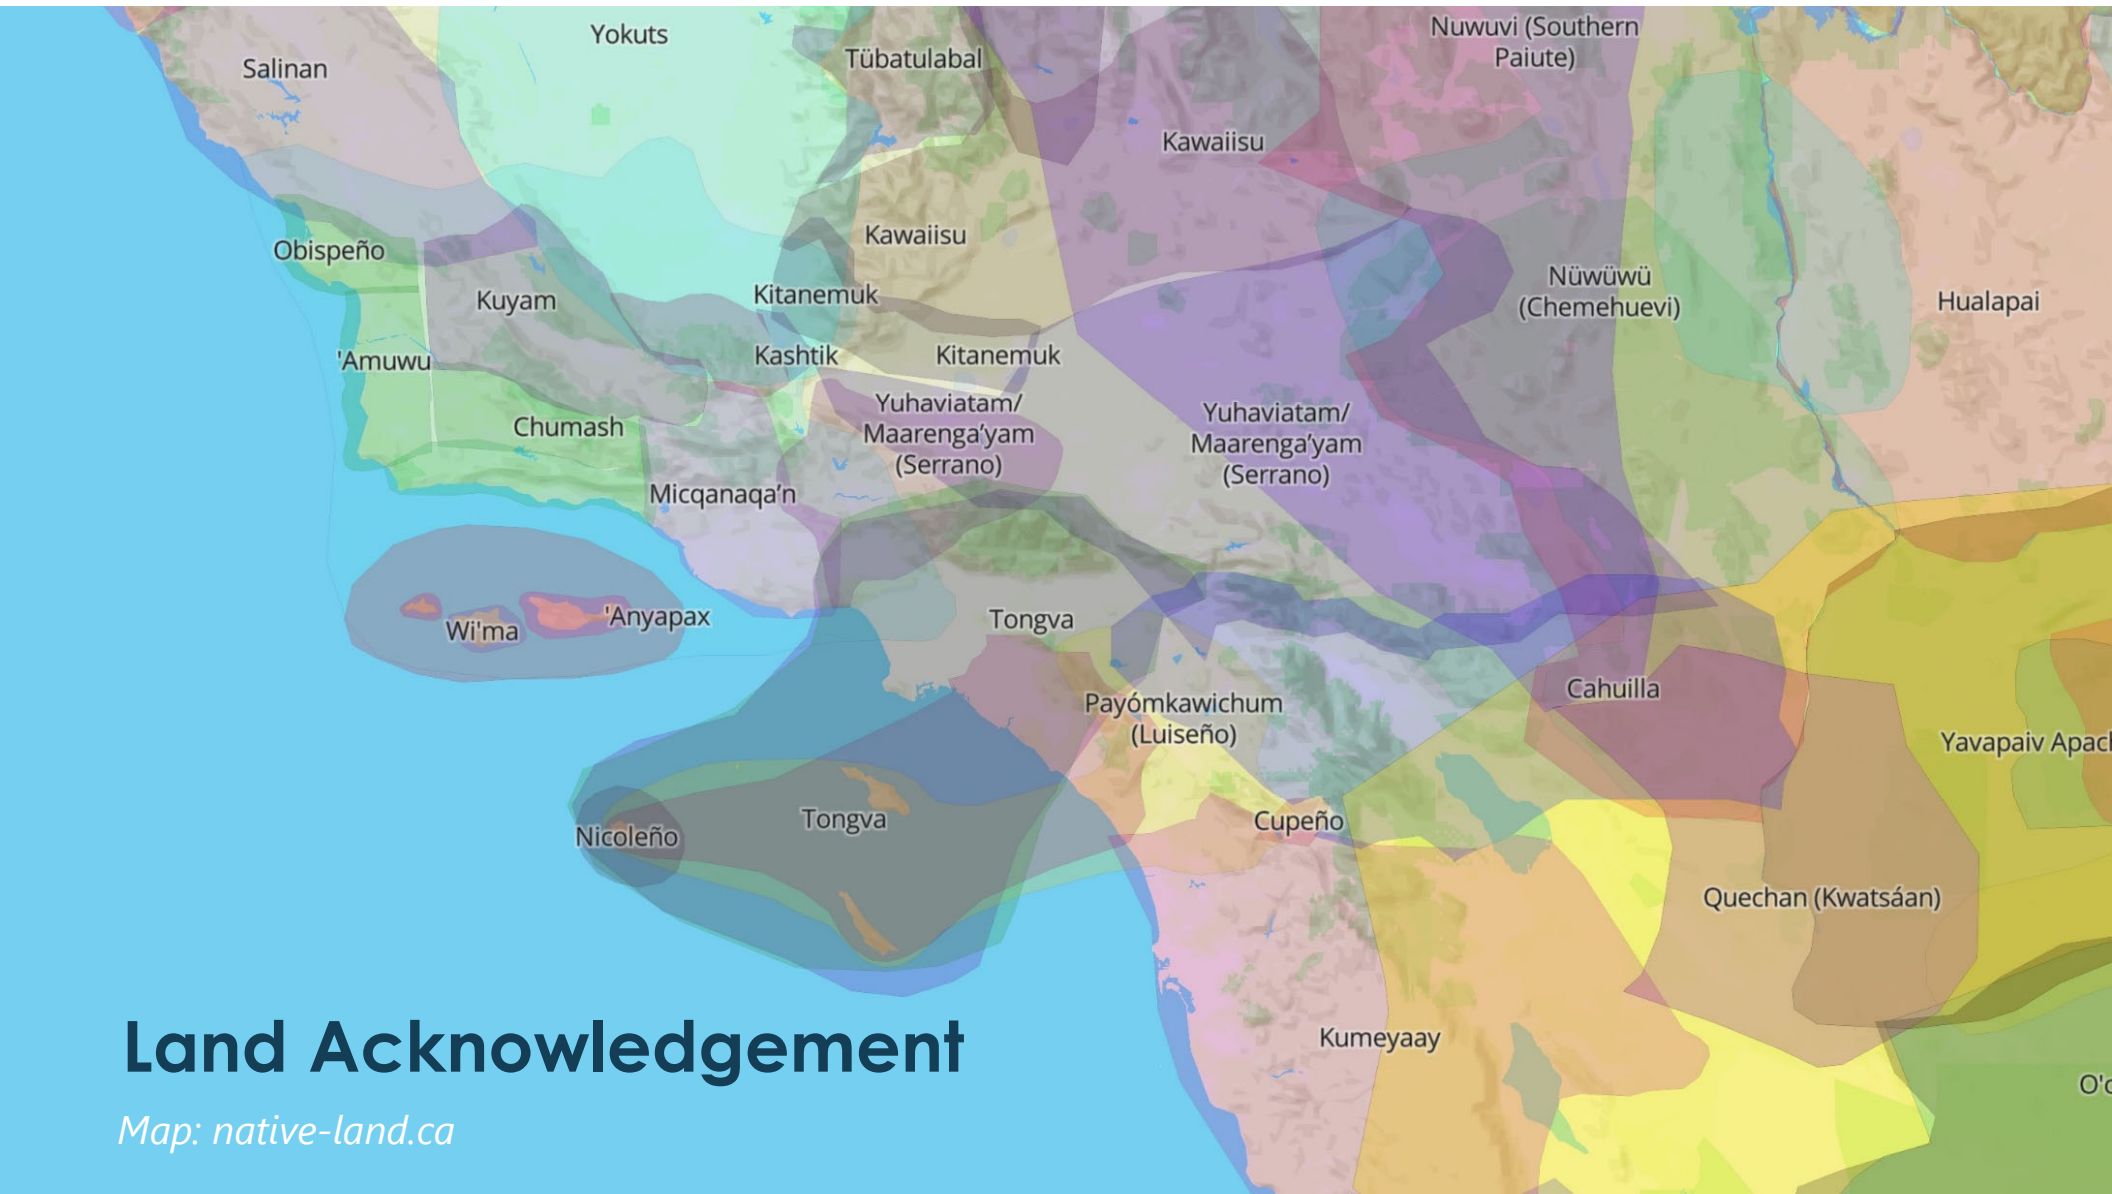 Yokuts
Nuwuvi (Southern
Paiute)
Salinan
Tübatulabal
Kawaiisu
Kawaiisu
Obispeño
Kuyam
Kitanemuk
Nüwüwü
(Chemehuevi)
Hualapai
'Amuwu
Kashtik
Kitanemuk
Chumash
Yuhaviatam/
Maarenga'yam
(Serrano)
Yuhaviatam/
Maarenga'yam
(Serrano)
Micqanaqa'n
Wi'ma
'Anyapax
Tongva
Cahuilla
Payómkawichum
(Luiseño)
Yavapaiv Apach
Nicoleño
Tongva
Cupeño
Quechan (Kwatsáan)
Kumeyaay
O'o
Land Acknowledgement
Map: native-land.ca